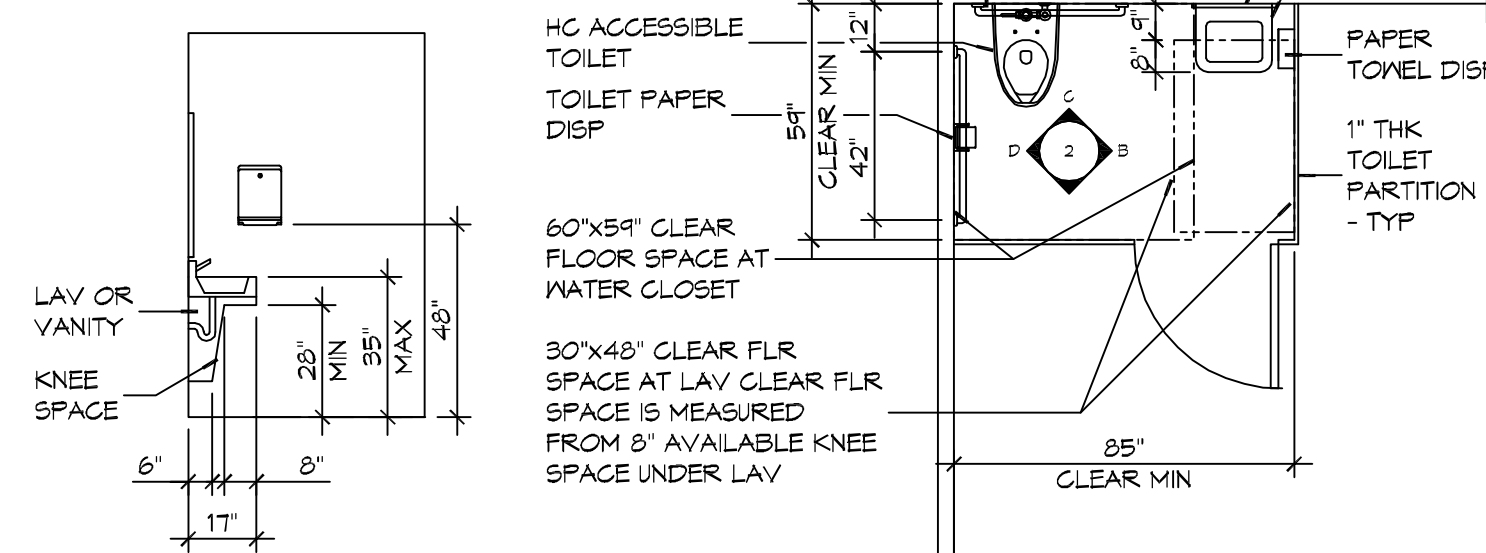 LAV OR
VANITY
KNEE
SPACE
28"
MIN
35"
MAX
48"
6"
8"
17"
HC ACCESSIBLE
TOILET
TOILET PAPER
DISP
60"x59" CLEAR
FLOOR SPACE AT
WATER CLOSET
30"x48" CLEAR FLR
SPACE AT LAV CLEAR FLR
SPACE IS MEASURED
FROM 8" AVAILABLE KNEE
SPACE UNDER LAV
59"
CLEAR MIN
12"
42"
9"
8"
C
D
2
B
PAPER
TOWEL DISP
1" THK
TOILET
PARTITION
- TYP
85"
CLEAR MIN